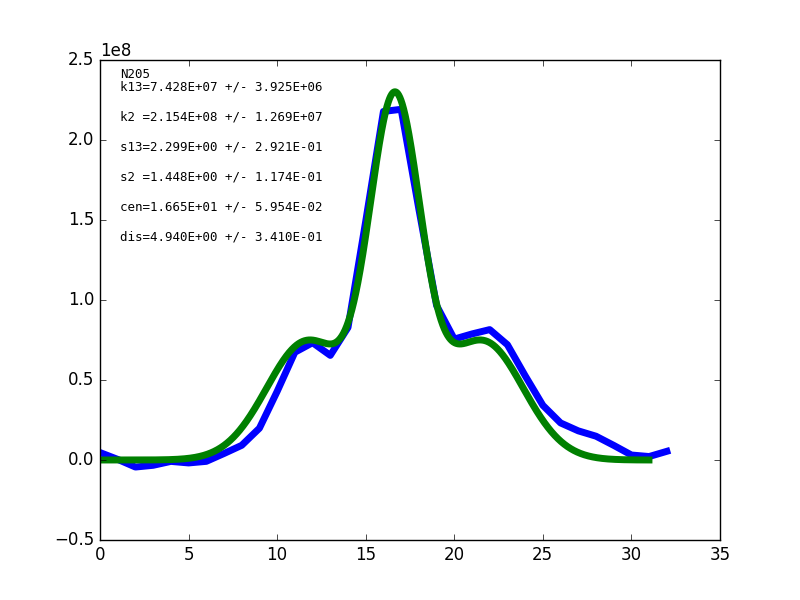 1e8
N205
k13=7.428E+07 +/- 3.925E+06
k2 =2.154E+08 +/- 1.269E+07
s13=2.299E+00 +/- 2.921E-01
s2 =1.448E+00 +/- 1.174E-01
cen=1.665E+01 +/- 5.954E-02
dis=4.940E+00 +/- 3.410E-01
2.5
2.0
1.5
1.0
0.5
0.0
−0.5
0 5 10 15 20 25 30 35